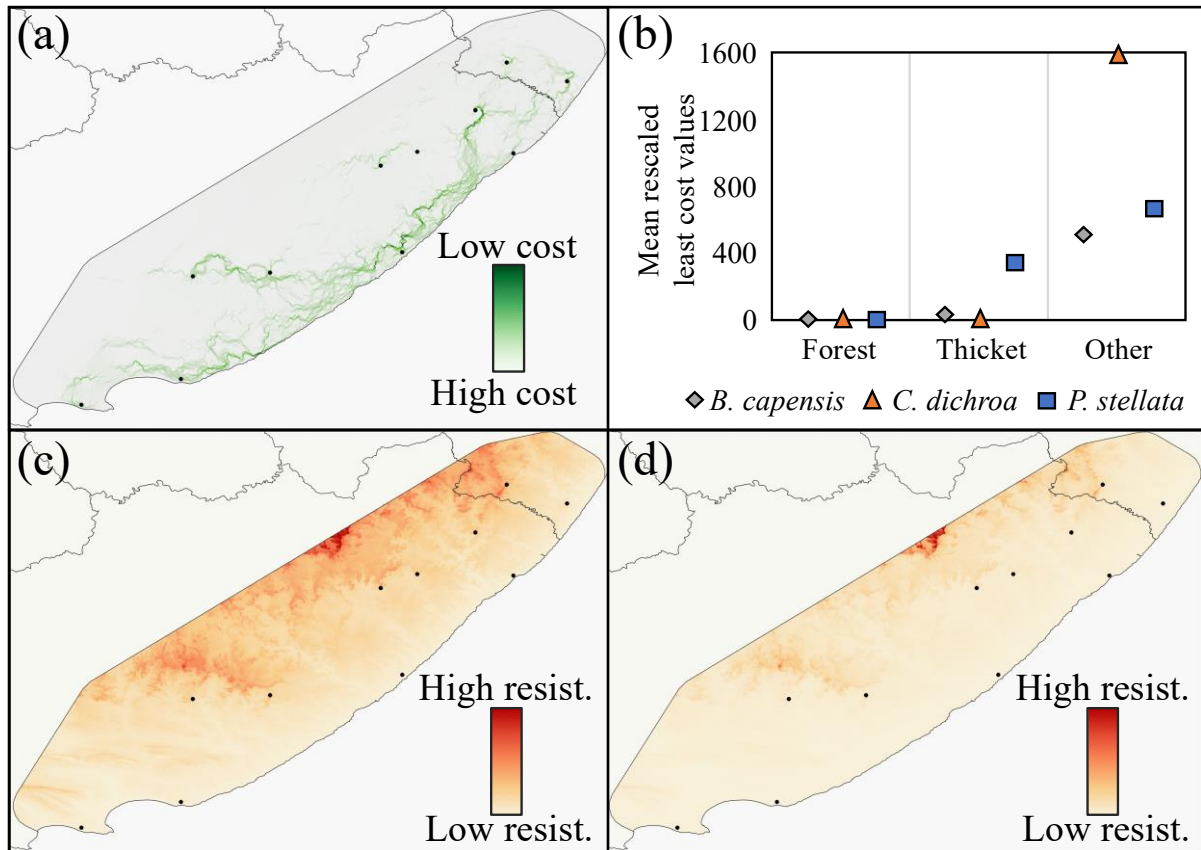 (a)
Low cost
High cost
(b)
Mean rescaled
least cost values
1600
1200
800
400
0
Forest Thicket Other
B. capensis C. dichroa P. stellata
(c)
High resist.
Low resist.
(d)
High resist.
Low resist.